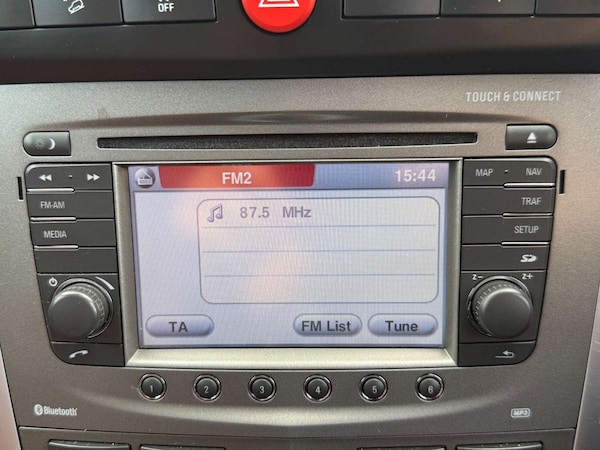 OFF
TOUCH & CONNECT
FM2 15:44
MAP - NAV
FM-AM
TRAF
87.5 MHz
MEDIA
SETUP
z- z+
TA FM List Tune
1 2 3 4 5 6
Bluetooth
MP3